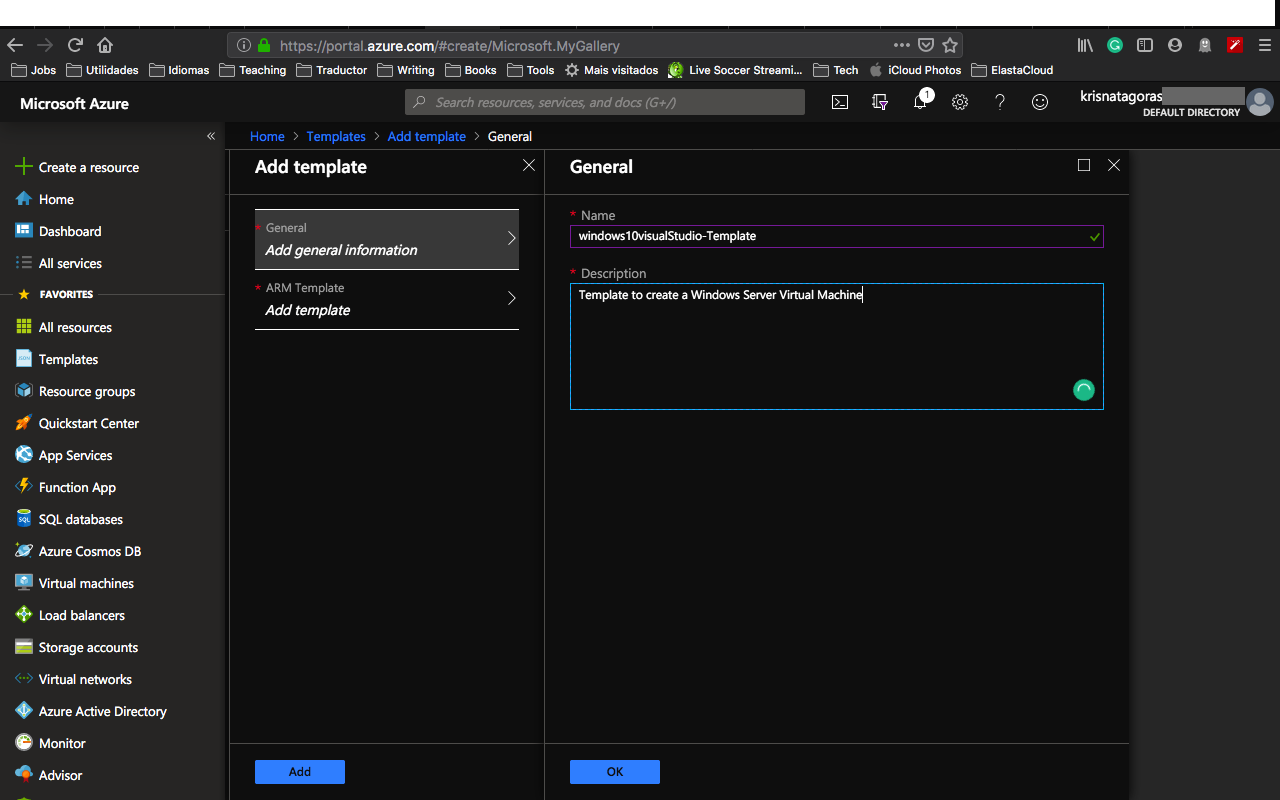 https://portal.azure.com/#create/Microsoft.MyGallery
Jobs Utilidades Idiomas Teaching Traductor Writing Books Tools Mais visitados Live Soccer Streami... Tech iCloud Photos ElastaCloud
Microsoft Azure
Search resources, services, and docs (G+/)
1
krisnatagoras
DEFAULT DIRECTORY
«
Home > Templates > Add template > General
Create a resource
Home
Dashboard
All services
FAVORITES
All resources
Templates
Resource groups
Quickstart Center
App Services
Function App
SQL databases
Azure Cosmos DB
Virtual machines
Load balancers
Storage accounts
Virtual networks
Azure Active Directory
Monitor
Advisor
Add template
* General
Add general information
* ARM Template
Add template
Add
General
* Name
windows10visualStudio-Template
* Description
Template to create a Windows Server Virtual Machine
OK